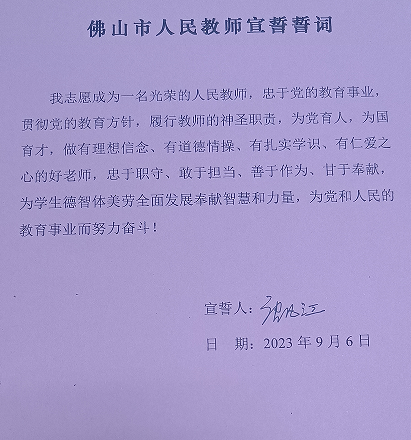 佛山市人民教师宣誓誓词
我志愿成为一名光荣的人民教师，忠于党的教育事业，
贯彻党的教育方针，履行教师的神圣职责，为党育人，为国
育才，做有理想信念、有道德情操、有扎实学识、有仁爱之
心的好老师，忠于职守、敢于担当、善于作为、甘于奉献，
为学生德智体美劳全面发展奉献智慧和力量，为党和人民的
教育事业而努力奋斗！
宣誓人：
日 期：2023 年 9 月 6 日